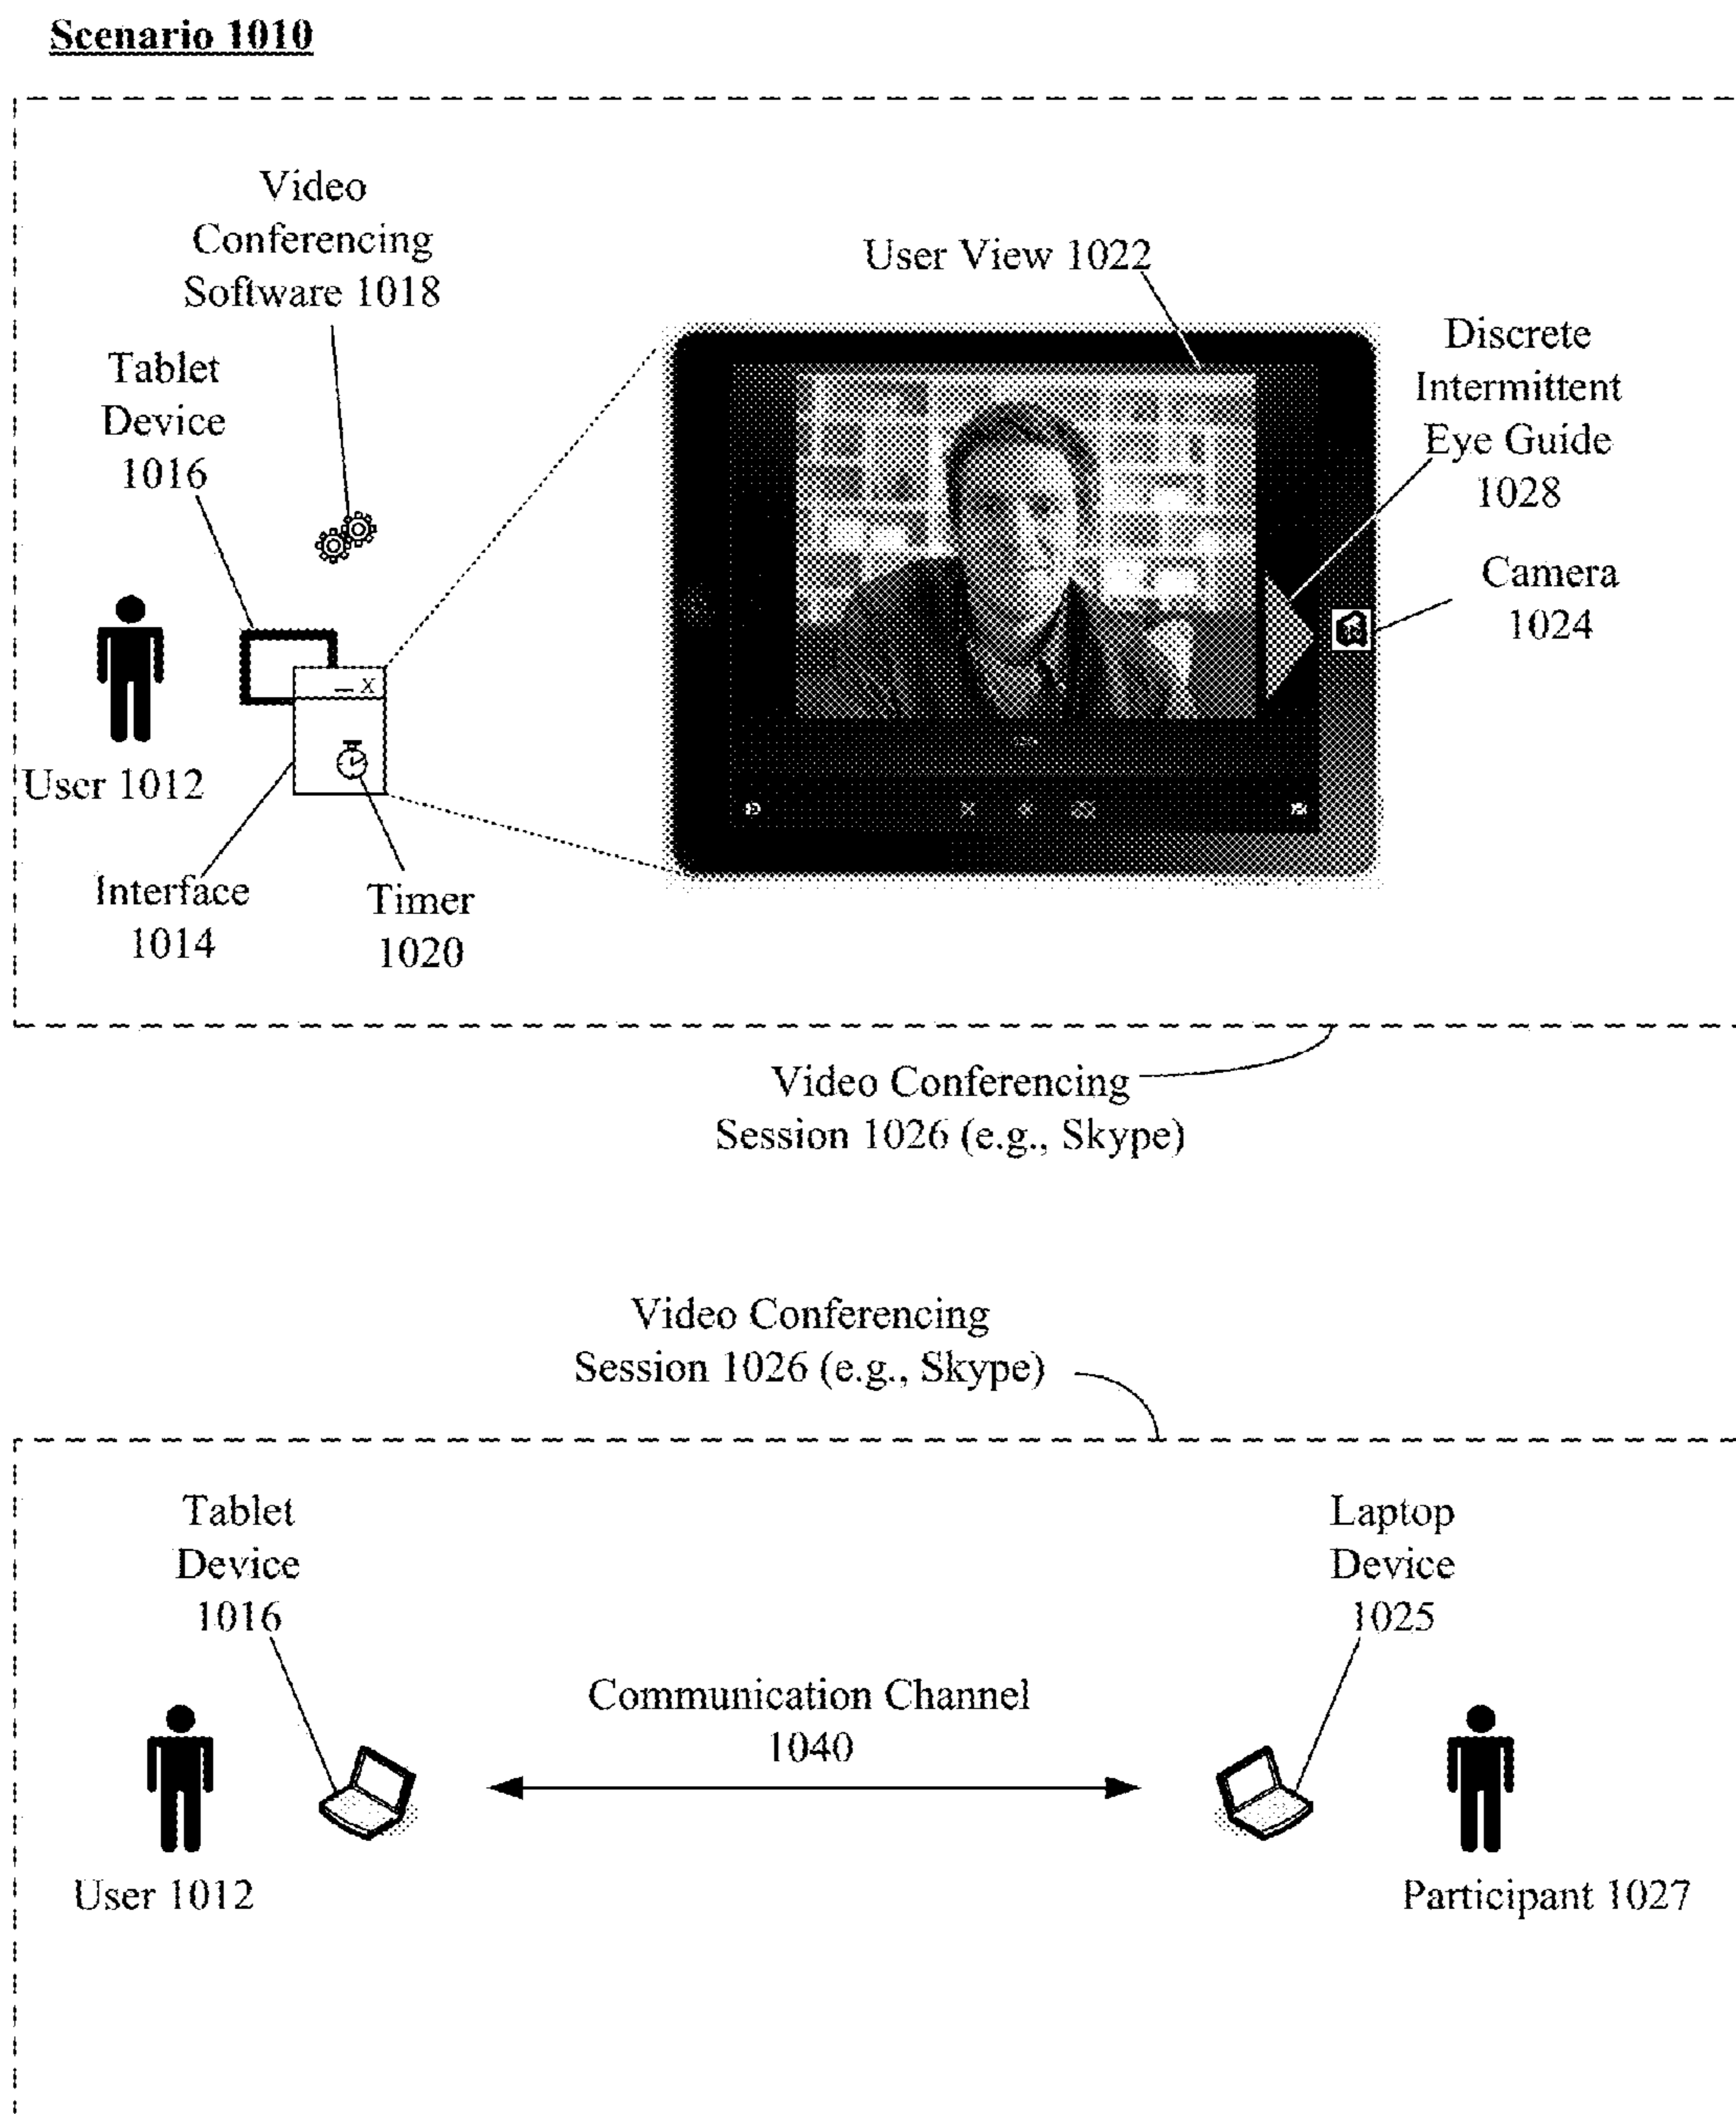 Scenario 1010
Video
Conferencing
Software 1018
User View 1022
Tablet
Device
1016
Discrete
Intermittent
Eye Guide
1028
Camera
1024
_ X
User 1012
Interface
1014
Timer
1020
Video Conferencing
Session 1026 (e.g., Skype)
Video Conferencing
Session 1026 (e.g., Skype)
Tablet
Device
1016
Laptop
Device
1025
Communication Channel
1040
User 1012
Participant 1027